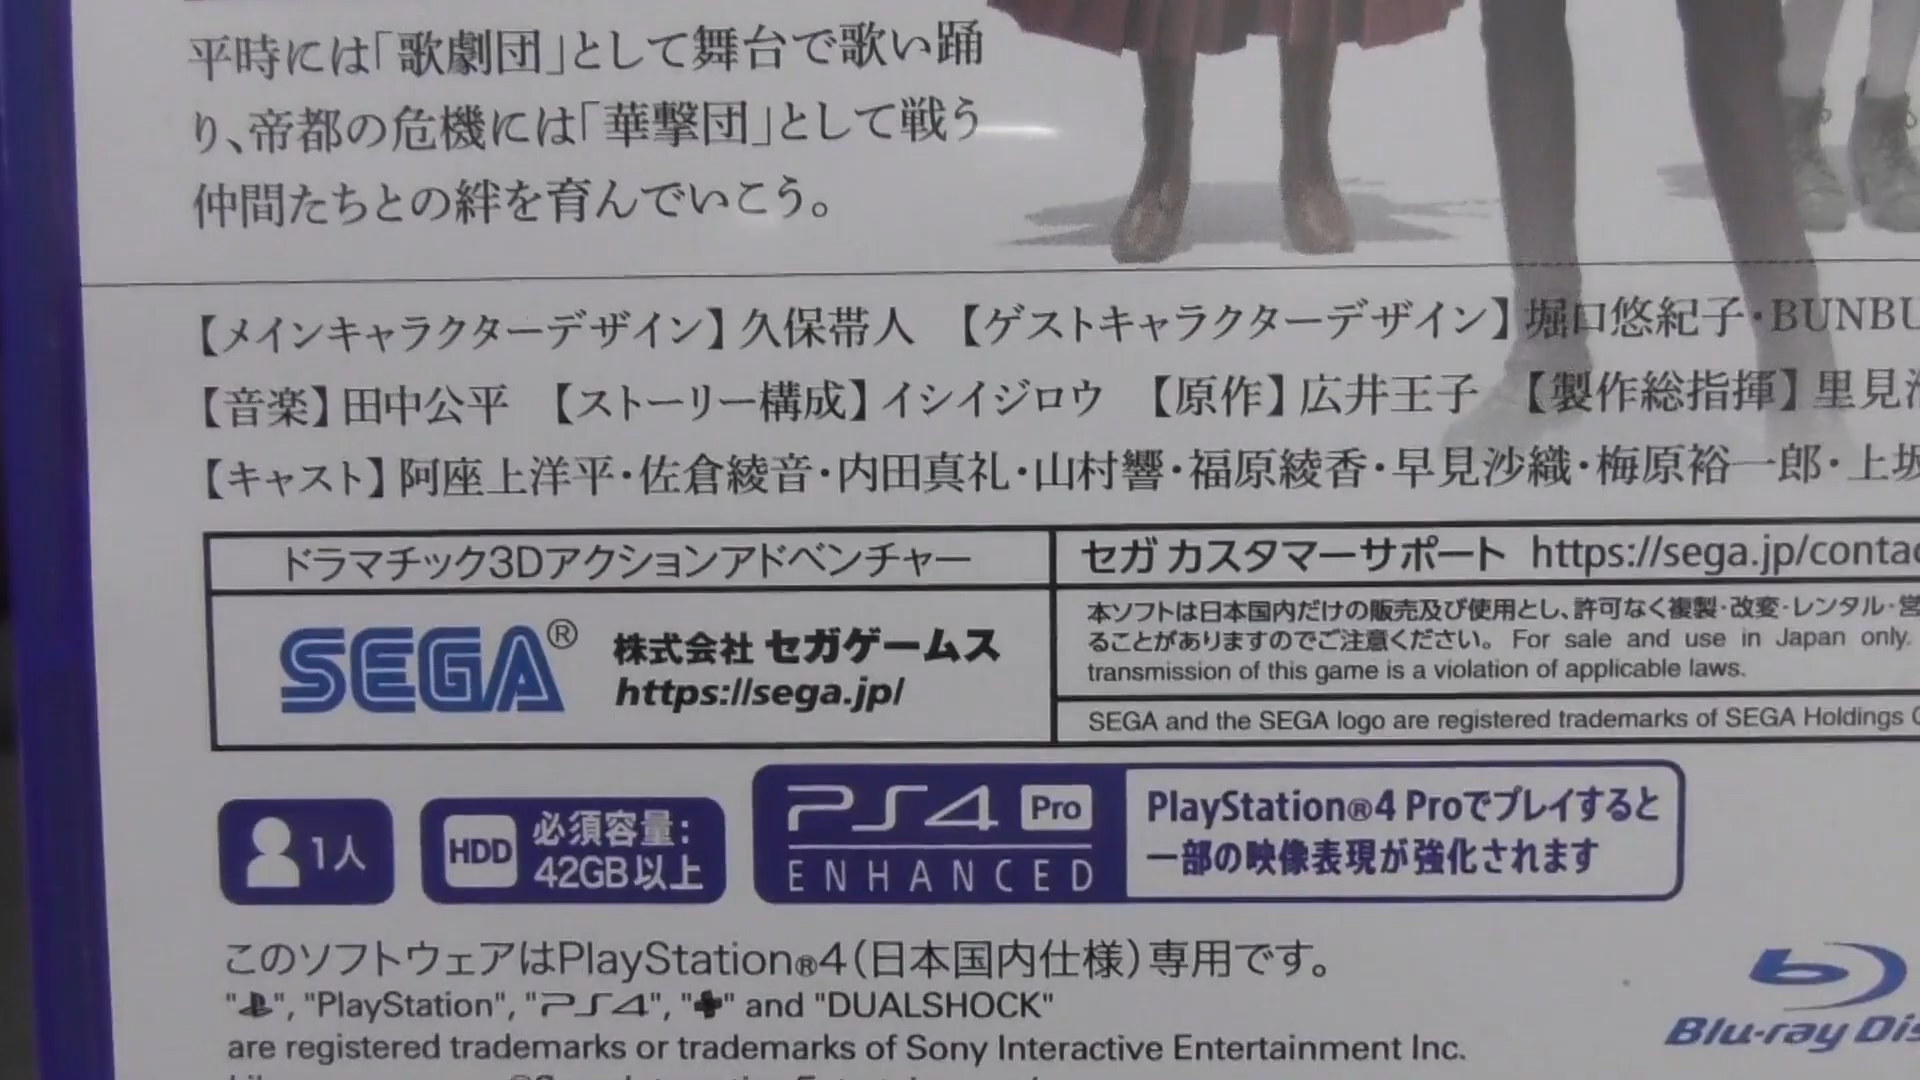 平時には「歌劇団」として舞台で歌い踊
り、帝都の危機には「華撃団」として戦う
仲間たちとの絆を育んでいこう。
【メインキャラクターデザイン】久保帯人 【ゲストキャラクターデザイン】堀口悠紀子・BUNBU
【音楽】田中公平 【ストーリー構成】イシイジロウ 【原作】広井王子 【製作総指揮】里見
【キャスト】阿座上洋平・佐倉綾音・内田真礼・山村響・福原綾香・早見沙織・梅原裕一郎・上坂
ドラマチック3Dアクションアドベンチャー
SEGA® 株式会社 セガゲームス
https://sega.jp/
セガ カスタマーサポート https://sega.jp/contac
本ソフトは日本国内だけの販売及び使用とし、許可なく複製・改変・レンタル・営
ることがありますのでご注意ください。 For sale and use in Japan only.
transmission of this game is a violation of applicable laws.
SEGA and the SEGA logo are registered trademarks of SEGA Holdings
1人
HDD 必須容量:
42GB以上
PS4 Pro
ENHANCED
PlayStation®4 Proでプレイすると
一部の映像表現が強化されます
このソフトウェアはPlayStation®4(日本国内仕様)専用です。
"", "PlayStation", "PS4", "" and "DUALSHOCK"
are registered trademarks or trademarks of Sony Interactive Entertainment Inc.
Blu-ray Dis